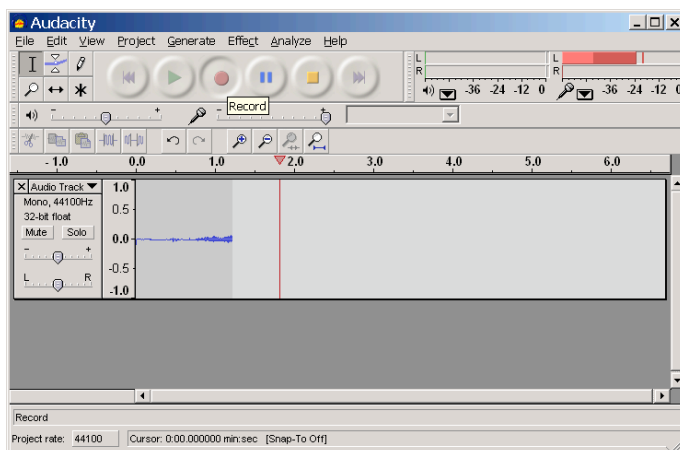 Audacity
File Edit View Project Generate Effect Analyze Help
L L
R R
-36 -24 -12 0 -36 -24 -12 0
- + - +
Record
- 1.0 0.0 1.0 2.0 3.0 4.0 5.0 6.0
Audio Track 1.0
Mono, 44100Hz
32-bit float 0.5
Mute Solo
- + 0.0
-0.5
L R
-1.0
Record
Project rate: 44100 Cursor: 0:00.000000 min:sec [Snap-To Off]